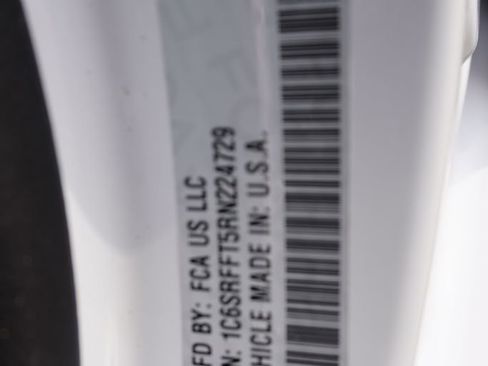 FD BY: FCA US LLC
N: 1C6SRFFT5RN224729
HICLE MADE IN: U.S.A.